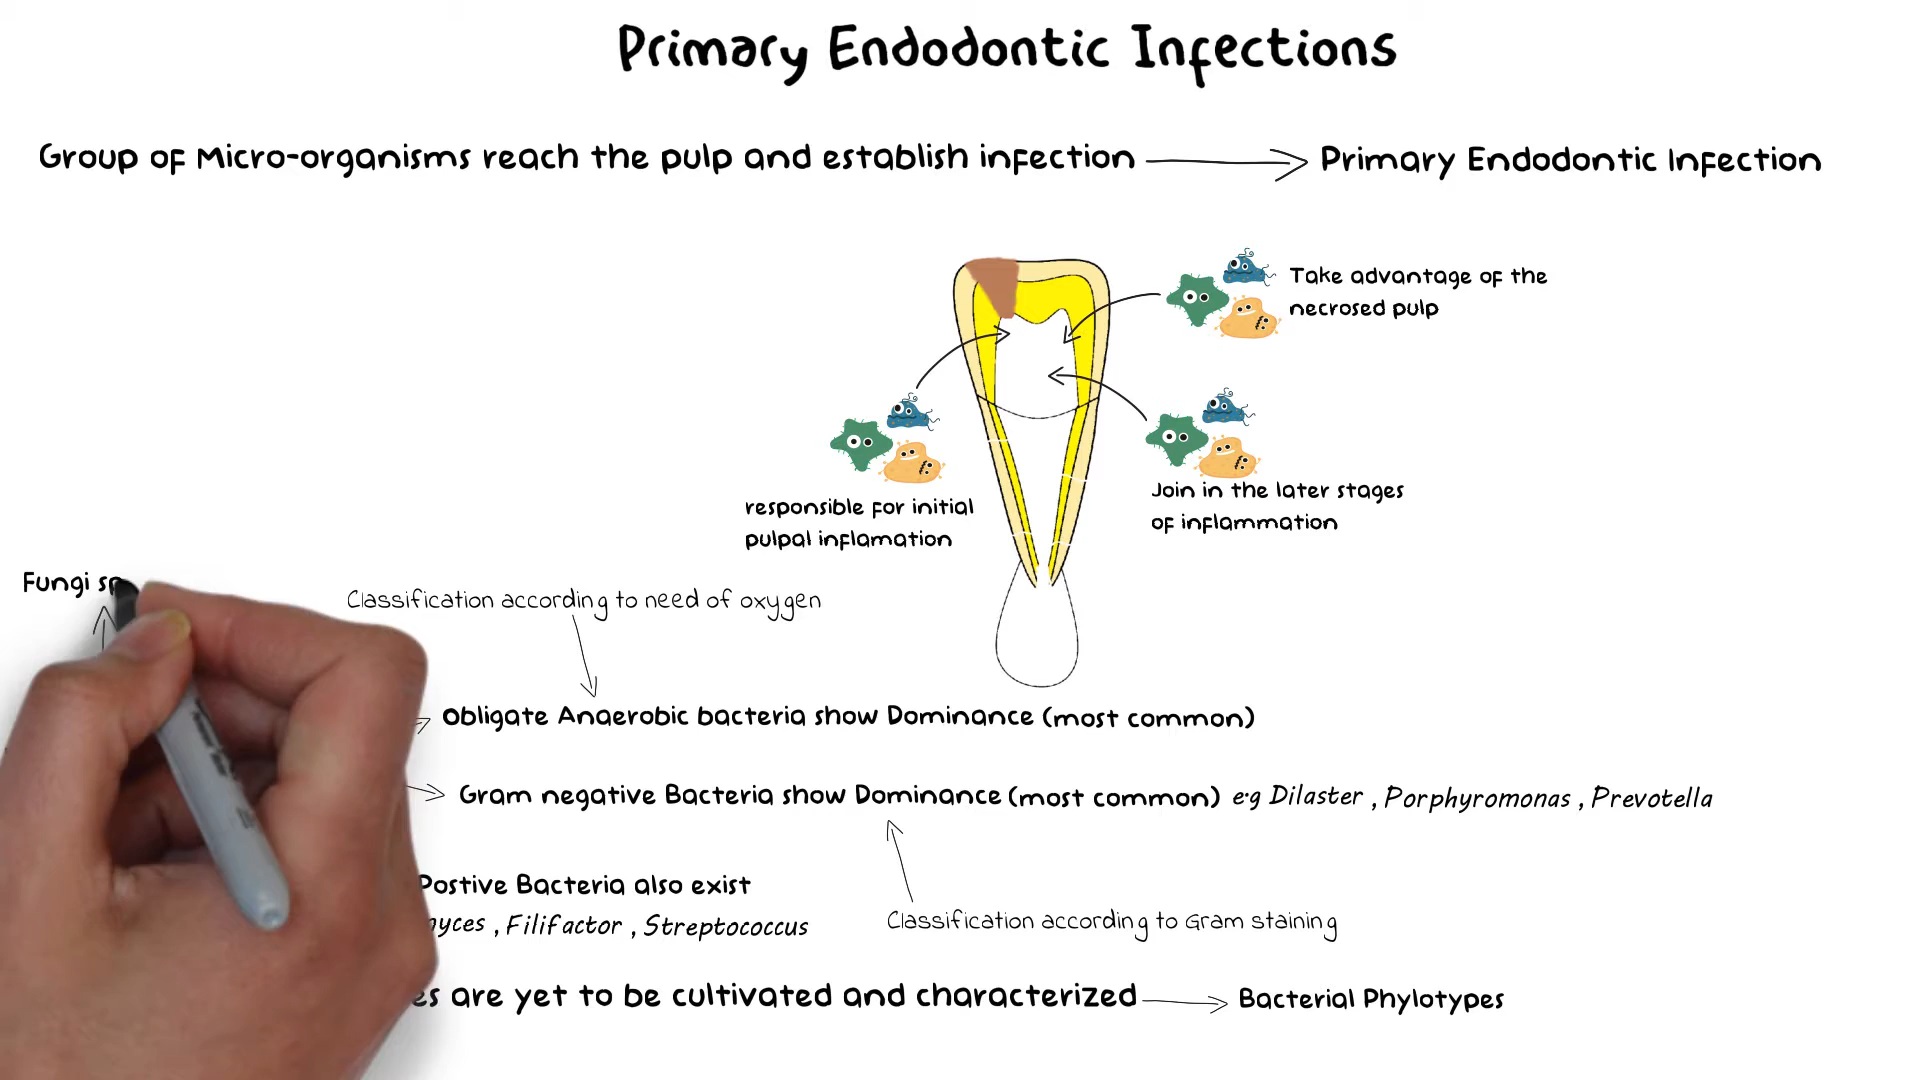 Primary Endodontic Infections
Group of Micro-organisms reach the pulp and establish infection
Primary Endodontic Infection
Take advantage of the
necrosed pulp
responsible for initial
pulpal inflamation
Join in the later stages
of inflammation
Fungi sp
Classification according to need of oxygen
Obligate Anaerobic bacteria show Dominance (most common)
Gram negative Bacteria show Dominance (most common) e.g Dilaster , Porphyromonas , Prevotella
Postive Bacteria also exist
yces , Filifactor , Streptococcus
Classification according to Gram staining
es are yet to be cultivated and characterized
Bacterial Phylotypes